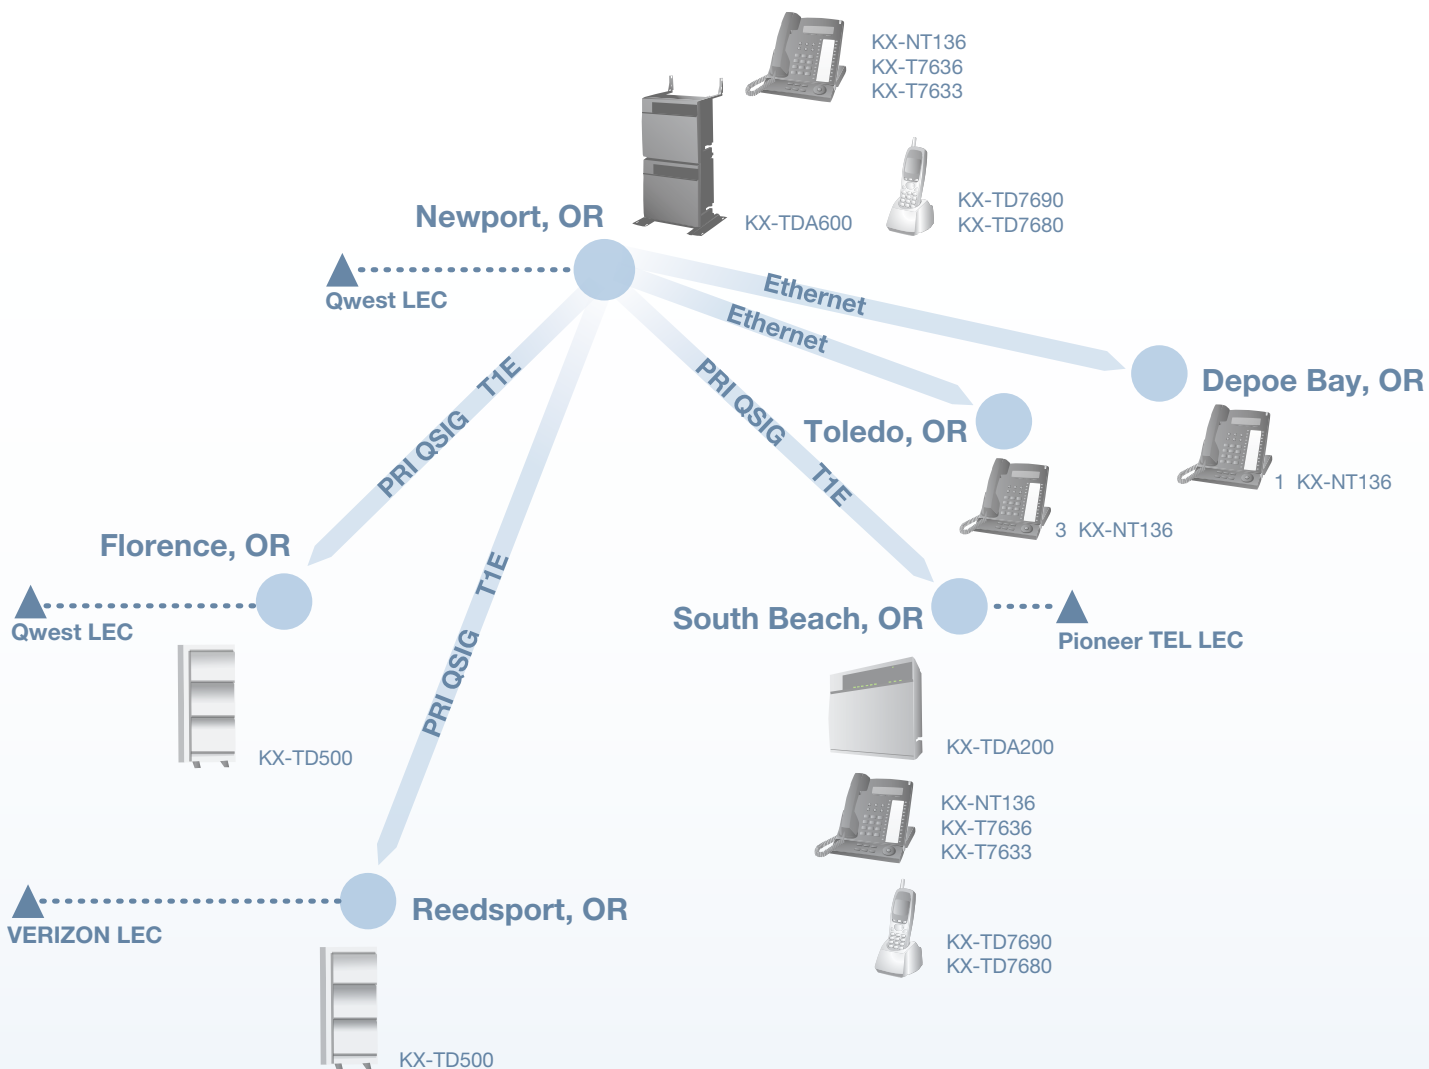 KX-NT136
KX-T7636
KX-T7633
KX-TD7690
KX-TD7680
KX-TDA600
Newport, OR
Qwest LEC
Ethernet
Ethernet
PRI QSIG T1E
PRI QSIG T1E
PRI QSIG T1E
Depoe Bay, OR
1 KX-NT136
Toledo, OR
3 KX-NT136
Florence, OR
Qwest LEC
KX-TD500
South Beach, OR
Pioneer TEL LEC
KX-TDA200
KX-NT136
KX-T7636
KX-T7633
KX-TD7690
KX-TD7680
Reedsport, OR
VERIZON LEC
KX-TD500